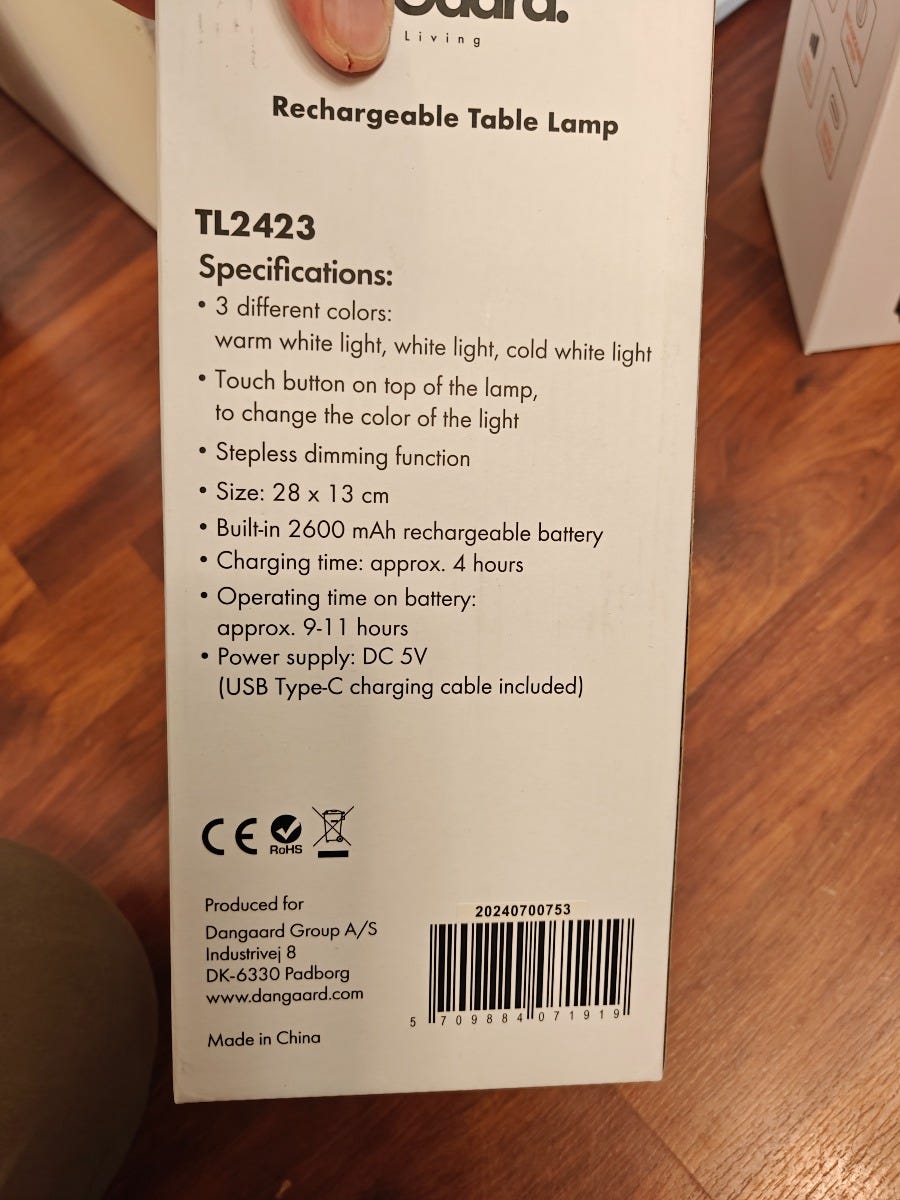 Living
Rechargeable Table Lamp
TL2423
Specifications:
• 3 different colors:
warm white light, white light, cold white light
• Touch button on top of the lamp,
to change the color of the light
• Stepless dimming function
• Size: 28 x 13 cm
• Built-in 2600 mAh rechargeable battery
• Charging time: approx. 4 hours
• Operating time on battery:
approx. 9-11 hours
• Power supply: DC 5V
(USB Type-C charging cable included)
CE
RoHS
Produced for
Dangaard Group A/S
Industrivej 8
DK-6330 Padborg
www.dangaard.com
Made in China
20240700753
5 709884 071919